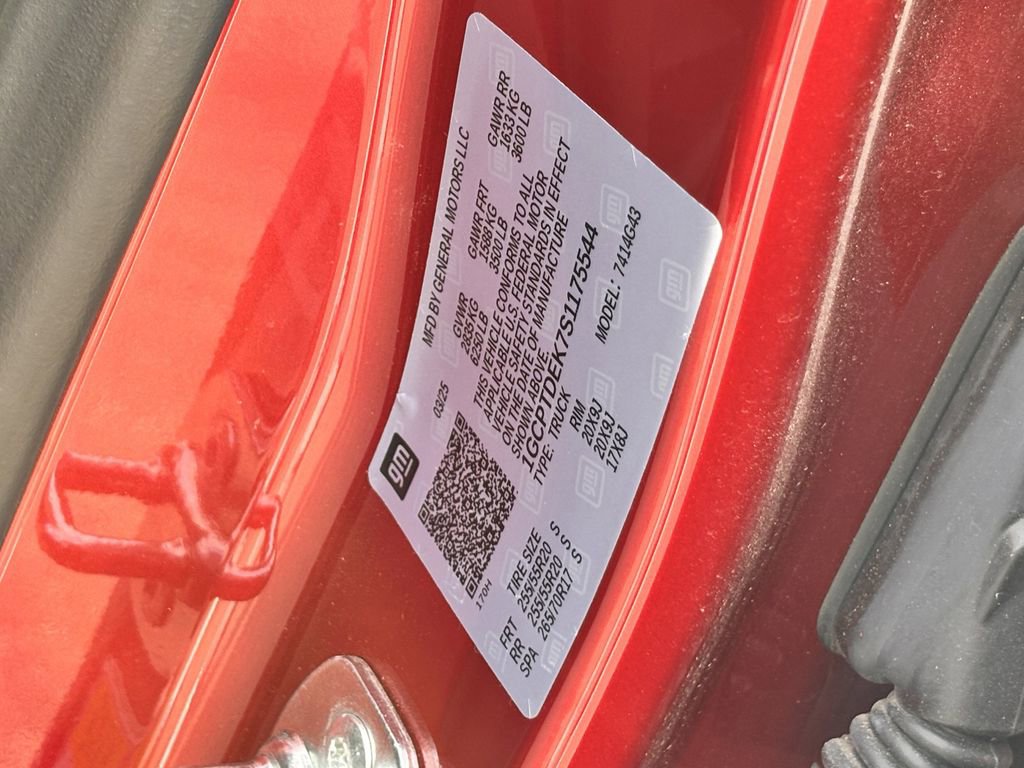 gm
03/25
MFD BY GENERAL MOTORS LLC
GVWR GAWR FRT GAWR RR
2835KG 1588 KG 1633 KG
6250 LB 3500 LB 3600 LB
THIS VEHICLE CONFORMS TO ALL
APPLICABLE U.S. FEDERAL MOTOR
VEHICLE SAFETY STANDARDS IN EFFECT
ON THE DATE OF MANUFACTURE
SHOWN ABOVE
1GCPTDEK7S1175544
TYPE: TRUCK MODEL: 7414G43
170H
TIRE SIZE RIM
FRT 255/55R20 S 20X9J
RR 255/55R20 S 20X9J
SPA 265/70R17 S 17X8J